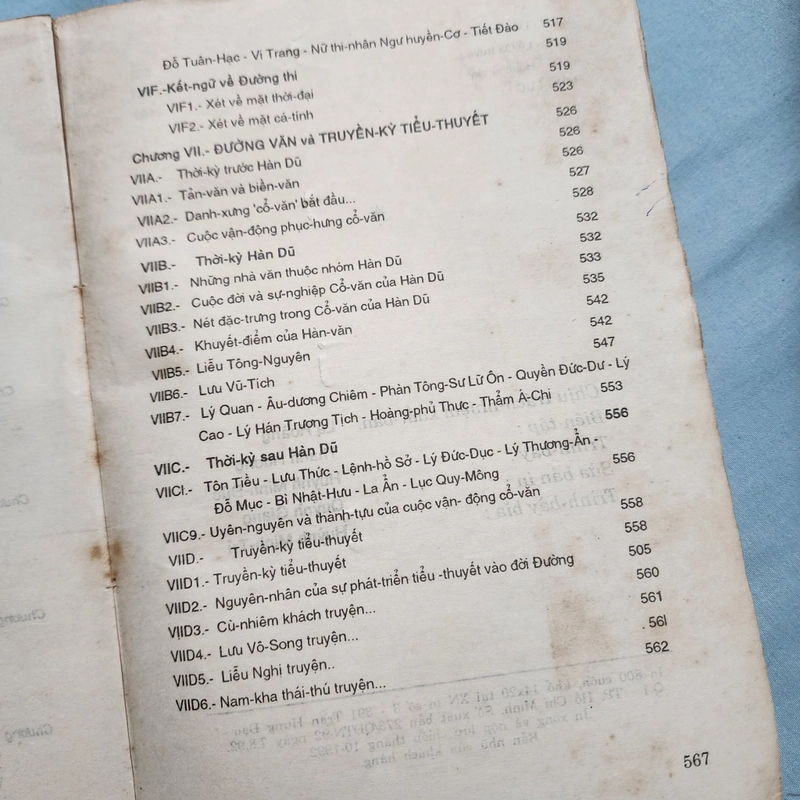 Đỗ Tuân-Hạc - Vi Trang - Nữ thi-nhân Ngư huyền-Cơ - Tiết Đào 517
VIF.-Kết-ngữ về Đường thi 519
VIF1.- Xét về mặt thời-đại 519
VIF2.- Xét về mặt cá-tính 523
Chương VII.- ĐƯỜNG VĂN và TRUYỀN-KỲ TIỂU-THUYẾT 526
VIIA.- Thời-kỳ trước Hàn Dũ 526
VIIA1.- Tản-văn và biền-văn 526
VIIA2.- Danh-xưng 'cổ-văn' bắt đầu... 527
VIIA3.- Cuộc vận-động phục-hưng cổ-văn 528
VIIB.- Thời-kỳ Hàn Dũ 532
VIIB1.- Những nhà văn thuộc nhóm Hàn Dũ 532
VIIB2.- Cuộc đời và sự-nghiệp Cổ-văn của Hàn Dũ 533
VIIB3.- Nét đặc-trưng trong Cổ-văn của Hàn Dũ 535
VIIB4.- Khuyết-điểm của Hàn-văn 542
VIIB5.- Liễu Tông-Nguyên 542
VIIB6.- Lưu Vũ-Tích 547
VIIB7.- Lý Quan - Âu-dương Chiêm - Phàn Tông-Sư Lữ Ôn - Quyền Đức-Dư - Lý
Cao - Lý Hán Trương Tịch - Hoàng-phủ Thực - Thẩm Á-Chi 553
VIIC.- Thời-kỳ sau Hàn Dũ 556
VIICI.- Tôn Tiều - Lưu Thức - Lệnh-hồ Sở - Lý Đức-Dục - Lý Thương-Ẩn -
Đỗ Mục - Bì Nhật-Hưu - La Ẩn - Lục Quy-Mông 556
VIIC9.- Uyên-nguyên và thành-tựu của cuộc vận- động cổ-văn 558
VIID.- Truyền-kỳ tiểu-thuyết 558
VIID1.- Truyền-kỳ tiểu-thuyết 505
VIID2.- Nguyên-nhân của sự phát-triển tiểu -thuyết vào đời Đường 560
VIID3.- Cù-nhiêm khách truyện... 561
VIID4.- Lưu Vô-Song truyện... 56I
VIID5.- Liễu Nghị truyện.. 562
VIID6.- Nam-kha thái-thú truyện...
567